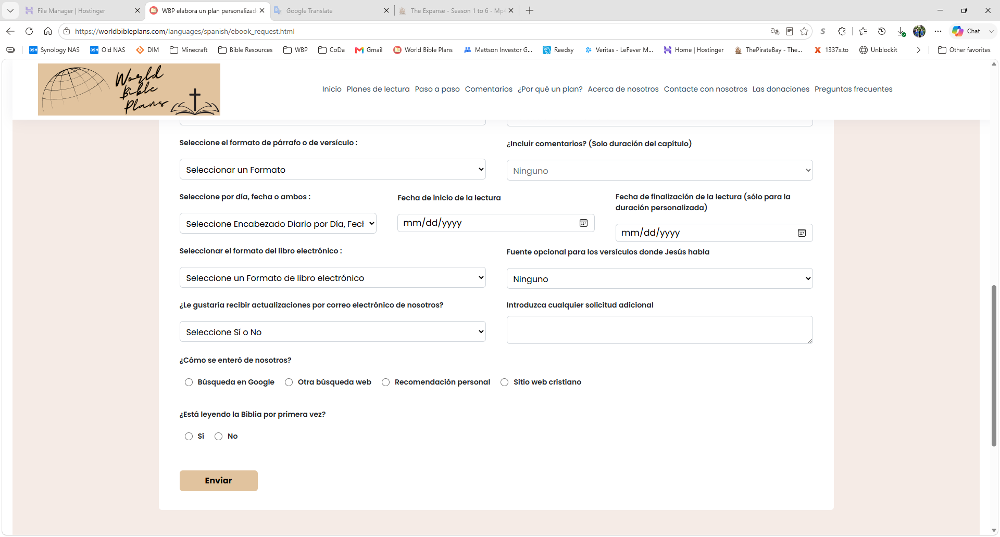 File Manager | Hostinger
WBP elabora un plan personalizad
Google Translate
The Expanse - Season 1 to 6 - Mp4
https://worldbibleplans.com/languages/spanish/ebook_request.html
Chat
Synology NAS
Old NAS
DIM
Minecraft
Bible Resources
WBP
CoDa
Gmail
World Bible Plans
Mattson Investor G...
Reedsy
Veritas - LeFever M...
Home | Hostinger
ThePirateBay - The...
1337x.to
Unblockit
Other favorites
World
Bible
Plans
Inicio
Planes de lectura
Paso a paso
Comentarios
¿Por qué un plan?
Acerca de nosotros
Contacte con nosotros
Las donaciones
Preguntas frecuentes
Seleccione el formato de párrafo o de versículo :
Seleccionar un Formato
¿Incluir comentarios? (Solo duración del capítulo)
Ninguno
Seleccione por día, fecha o ambos :
Seleccione Encabezado Diario por Día, Fech
Fecha de inicio de la lectura
mm/dd/yyyy
Fecha de finalización de la lectura (sólo para la
duración personalizada)
mm/dd/yyyy
Seleccionar el formato del libro electrónico :
Seleccione un Formato de libro electrónico
Fuente opcional para los versículos donde Jesús habla
Ninguno
¿Le gustaría recibir actualizaciones por correo electrónico de nosotros?
Seleccione Sí o No
Introduzca cualquier solicitud adicional
¿Cómo se enteró de nosotros?
Búsqueda en Google
Otra búsqueda web
Recomendación personal
Sitio web cristiano
¿Está leyendo la Biblia por primera vez?
Sí
No
Enviar